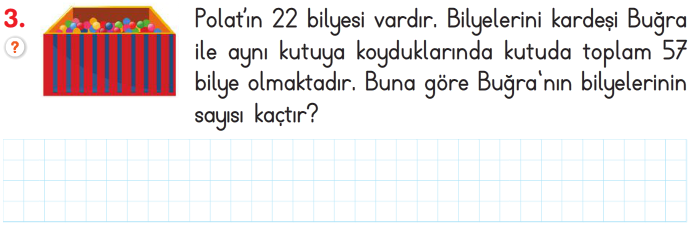 3. Polat'ın 22 bilyesi vardır. Bilyelerini kardeşi Buğra
? ile aynı kutuya koyduklarında kutuda toplam 57
bilye olmaktadır. Buna göre Buğra'nın bilyelerinin
sayısı kaçtır?